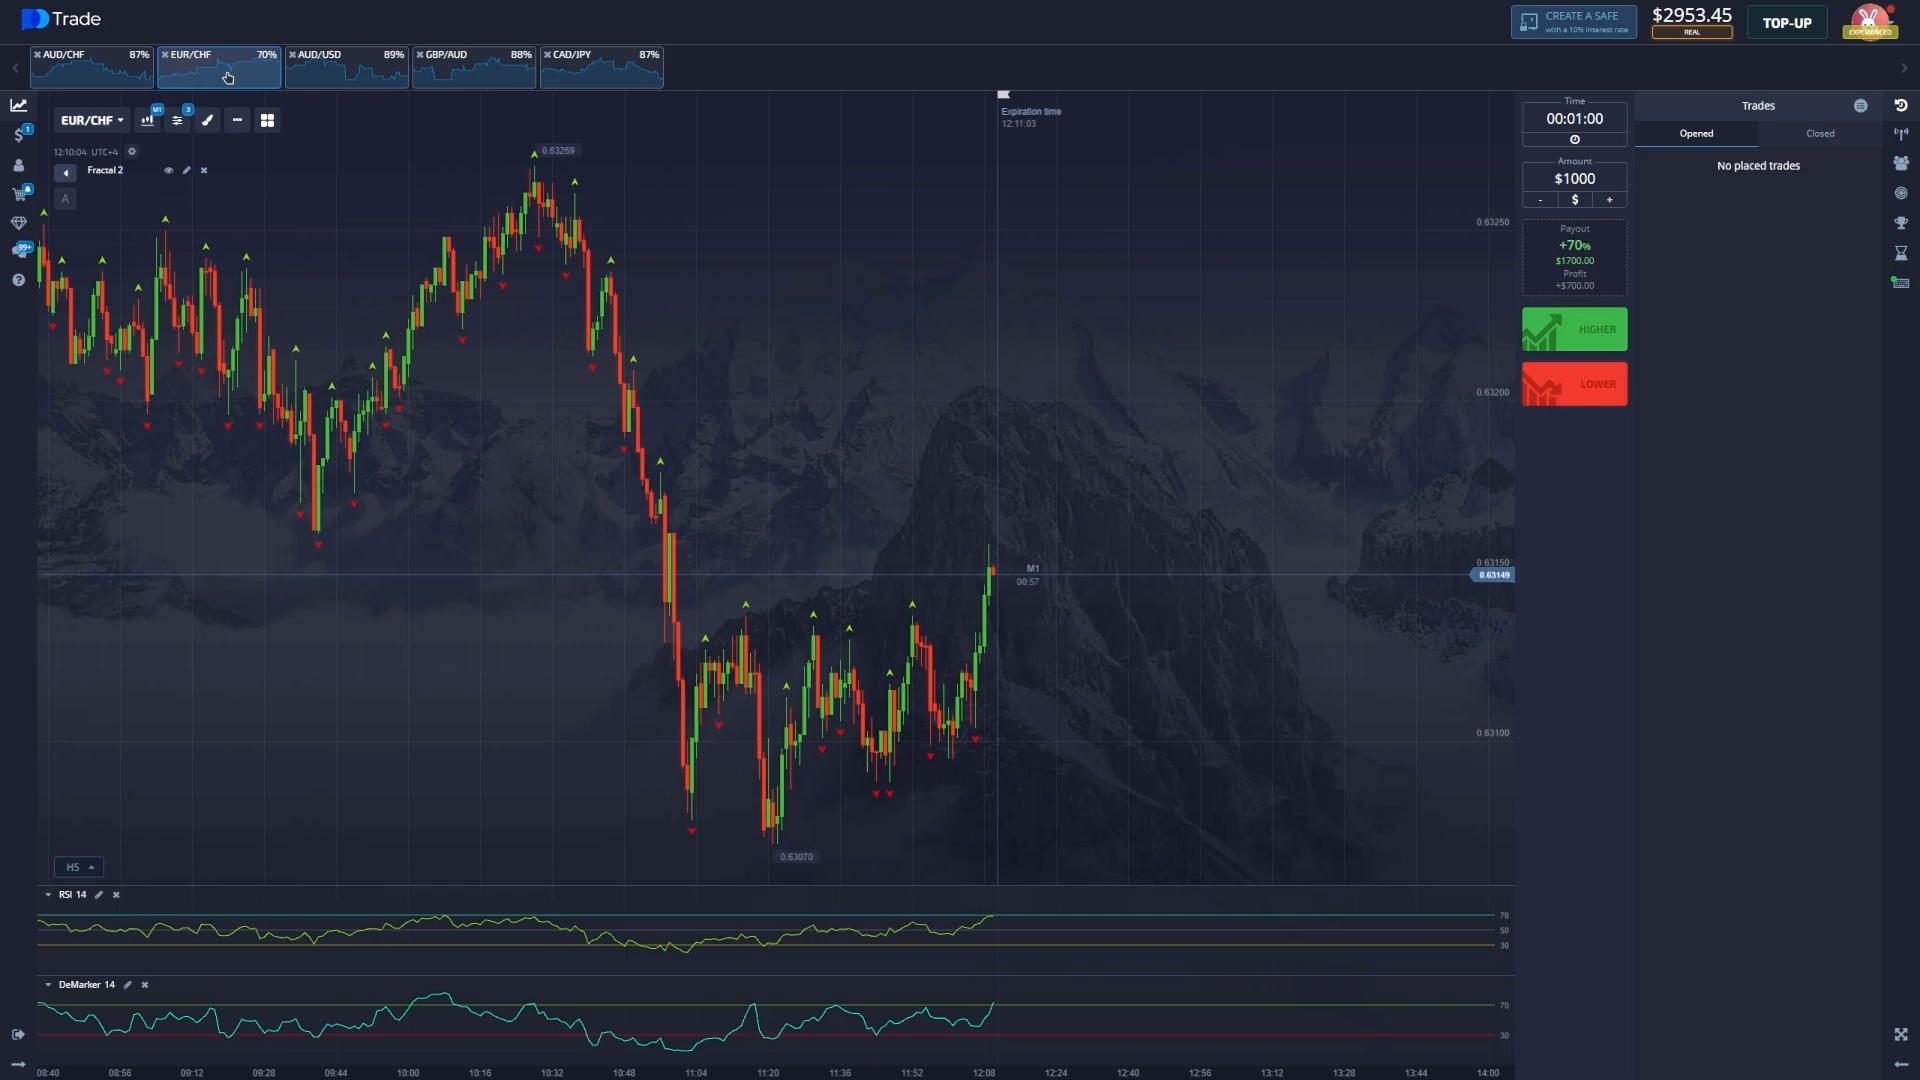 Trade
CREATE A SAFE
with a 10% interest rate
$2953.45
REAL
TOP-UP
EXPERIENCED
AUD/CHF 87%
EUR/CHF 70%
AUD/USD 89%
GBP/AUD 88%
CAD/JPY 87%
EUR/CHF
M1
3
12:10:04 UTC+4
Fractal 2
A
1
99+
0.63269
Expiration time
12:11:03
0.63250
0.63200
0.63150
0.63149
0.63100
M1
00:57
0.63070
H5
Time
00:01:00
Amount
$1000
- $ +
Payout
+70%
$1700.00
Profit
+$700.00
HIGHER
LOWER
Trades
Opened
Closed
No placed trades
RSI 14
70
50
30
DeMarker 14
70
30
08:40 08:56 09:12 09:28 09:44 10:00 10:16 10:32 10:48 11:04 11:20 11:36 11:52 12:08 12:24 12:40 12:56 13:12 13:28 13:44 14:00